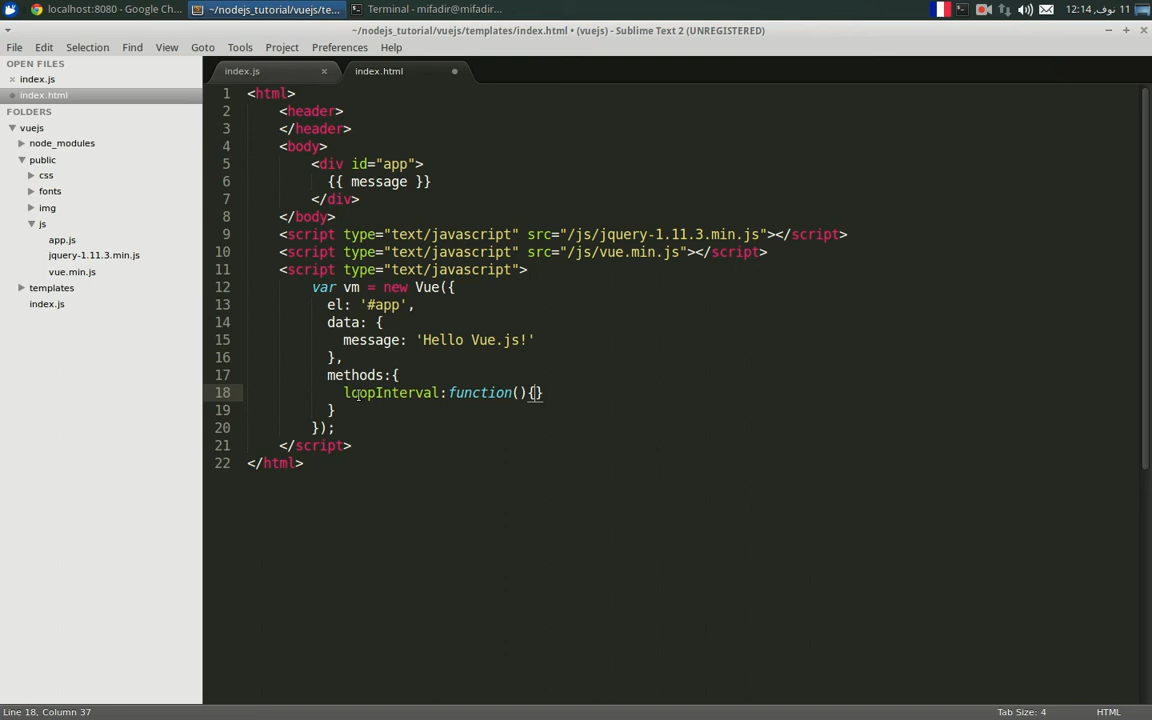 localhost:8080 - Google Ch...
~/nodejs_tutorial/vuejs/te...
Terminal - mifadir@mifadir...
11 نوف, 12:14
~/nodejs_tutorial/vuejs/templates/index.html • (vuejs) - Sublime Text 2 (UNREGISTERED)
File Edit Selection Find View Goto Tools Project Preferences Help
OPEN FILES
index.js
index.html
FOLDERS
vuejs
node_modules
public
css
fonts
img
js
app.js
jquery-1.11.3.min.js
vue.min.js
templates
index.js
index.js
index.html
1 <html>
2 <header>
3 </header>
4 <body>
5 <div id="app">
6 {{ message }}
7 </div>
8 </body>
9 <script type="text/javascript" src="/js/jquery-1.11.3.min.js"></script>
10 <script type="text/javascript" src="/js/vue.min.js"></script>
11 <script type="text/javascript">
12 var vm = new Vue({
13 el: '#app',
14 data: {
15 message: 'Hello Vue.js!'
16 },
17 methods:{
18 loopInterval:function(){}
19 }
20 });
21 </script>
22 </html>
Line 18, Column 37
Tab Size: 4
HTML